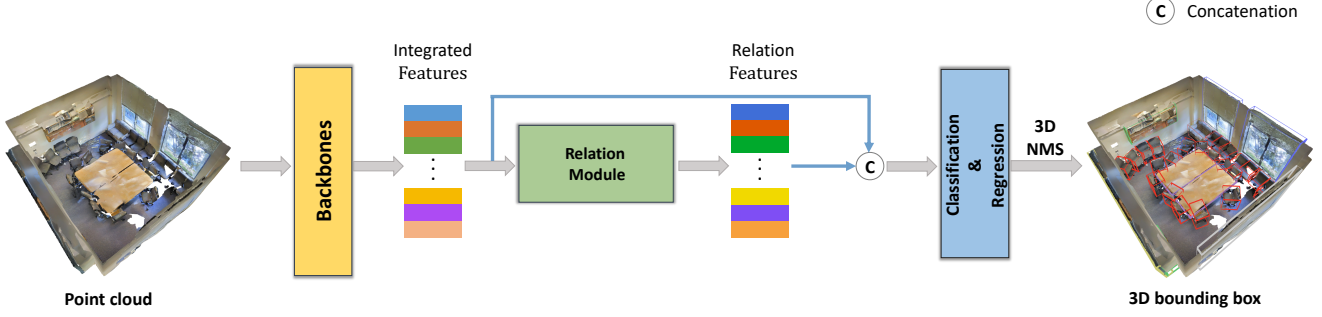 C Concatenation
Integrated
Features
Relation
Features
Backbones
Relation
Module
C
Classification
&
Regression
3D
NMS
Point cloud
3D bounding box